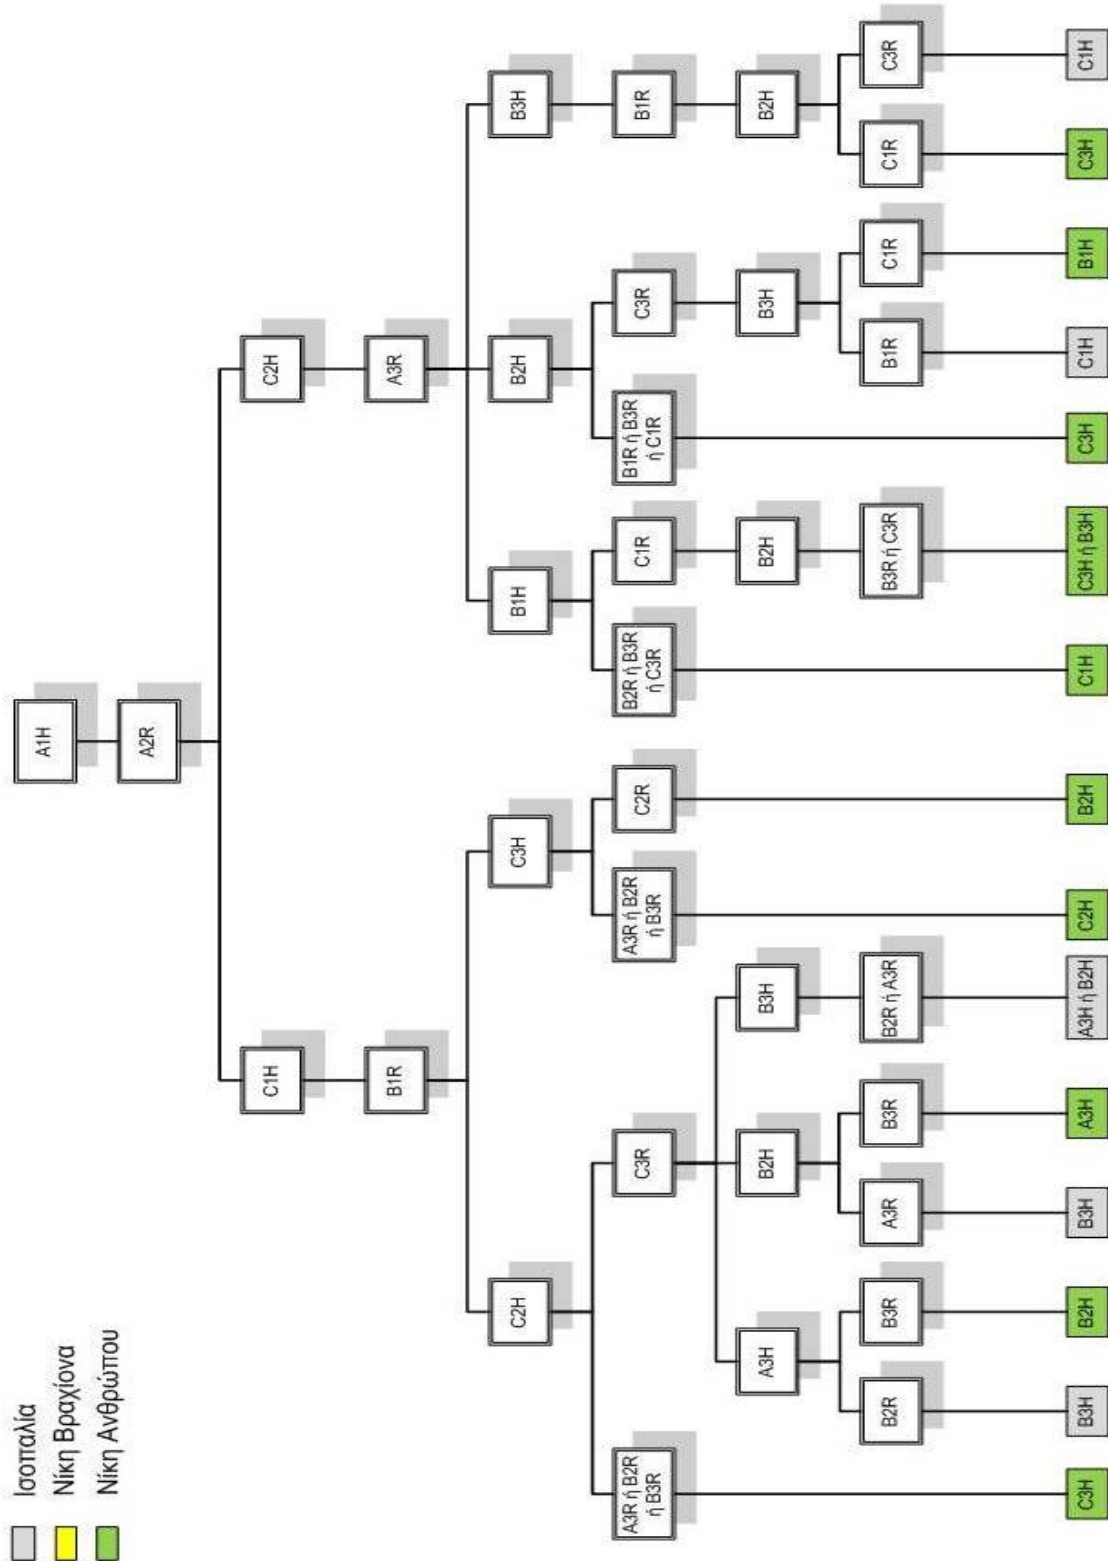 Ισοπαλία
Νίκη Βραχίονα
Νίκη Ανθρώπου
A1H
A2R
C1H
C2H
B1R
A3R
C2H
C3H
B1H
B2H
B3H
A3R ή B2R
ή B3R
C3R
A3R ή B2R
ή B3R
C2R
B2R ή B3R
ή C3R
C1R
B1R ή B3R
ή C1R
C3R
B1R
A3H
B2H
B3H
B2H
B3H
B2H
B2R
B3R
A3R
B3R
B2R ή A3R
B3R ή C3R
B1R
C1R
C1R
C3R
C3H
B3H
B2H
B3H
A3H
A3H ή B2H
C2H
B2H
C1H
C3H ή B3H
C3H
C1H
B1H
C3H
C1H